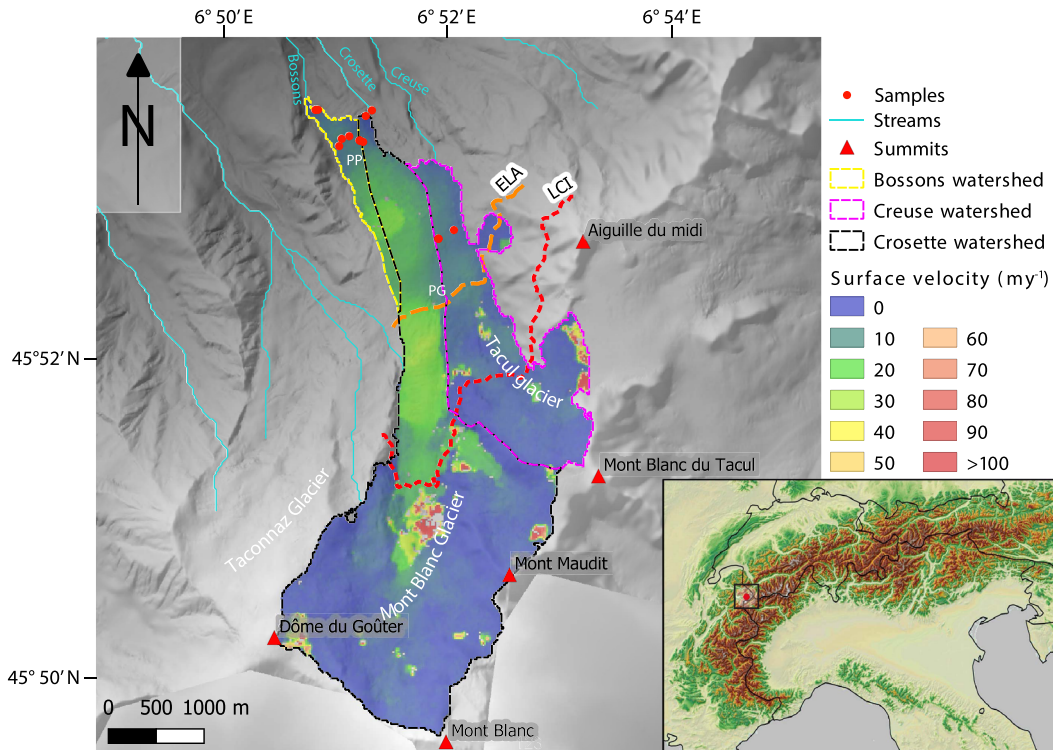 6° 50' E
6° 52' E
6° 54' E
N
Bossons
Crosette
Creuse
PP
ELA
LCI
Aiguille du midi
PG
45°52' N
Tacul glacier
Mont Blanc du Tacul
Taconnaz Glacier
Mont Blanc Glacier
Mont Maudit
Dôme du Goûter
45° 50' N
0 500 1000 m
Mont Blanc
Samples
Streams
Summits
Bossons watershed
Creuse watershed
Crosette watershed
Surface velocity (my⁻¹)
0
10 60
20 70
30 80
40 90
50 >100